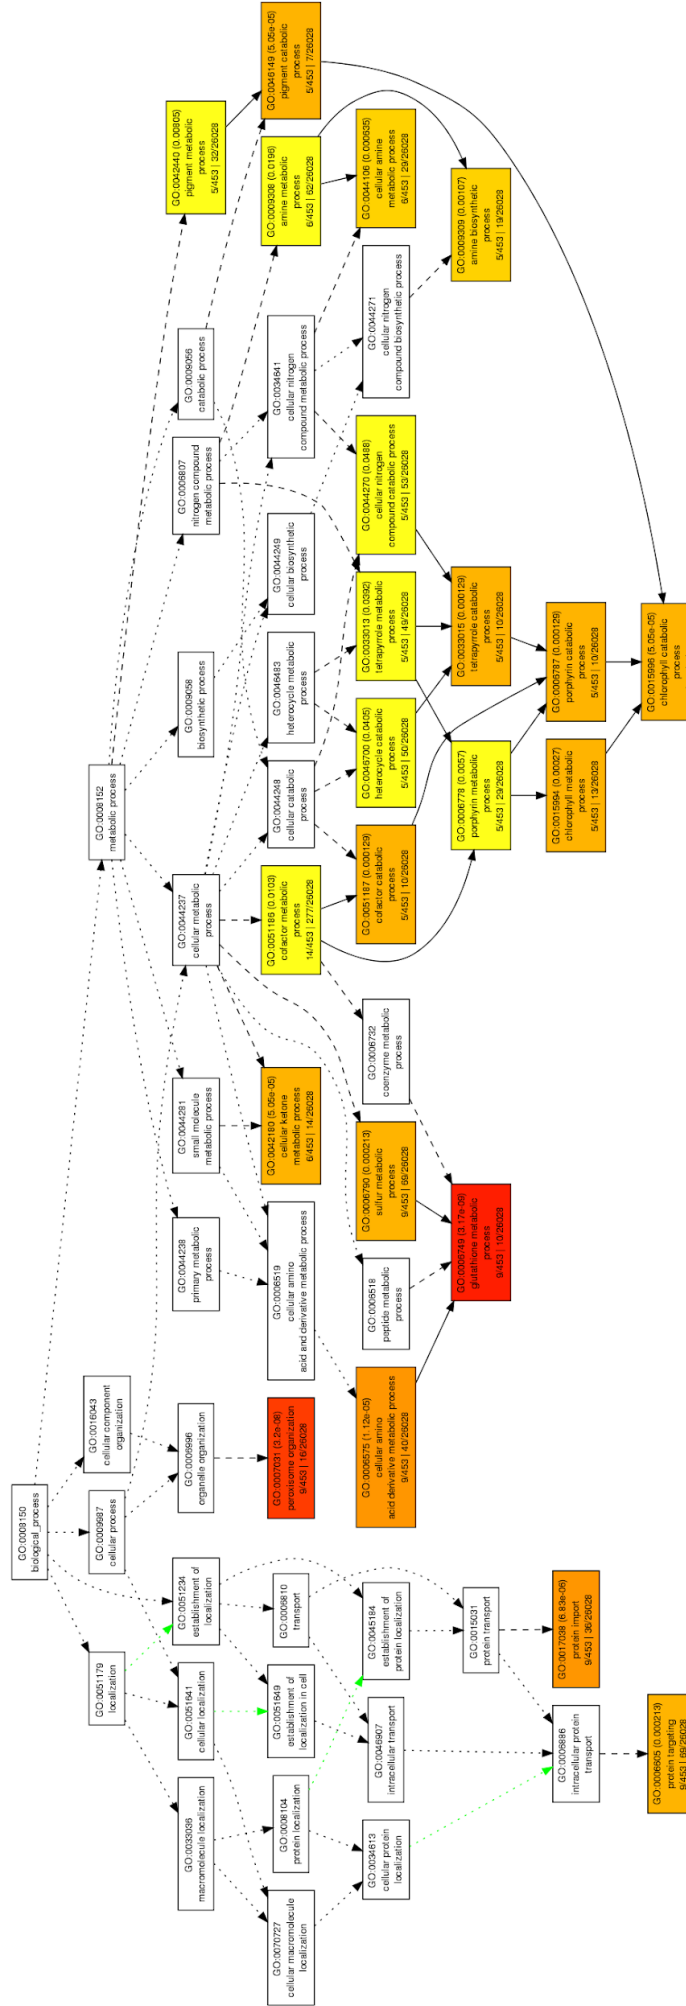 GO:0008150
biological_process
GO:0051179
localization
GO:0009987
cellular process
GO:0016043
cellular component
organization
GO:0008152
metabolic process
GO:0033036
macromolecule localization
GO:0051641
cellular localization
GO:0051234
establishment of
localization
GO:0006996
organelle organization
GO:0044238
primary metabolic
process
GO:0044281
small molecule
metabolic process
GO:0044237
cellular metabolic
process
GO:0009058
biosynthetic process
GO:0006807
nitrogen compound
metabolic process
GO:0009056
catabolic process
GO:0042440 (0.00805)
pigment metabolic
process
5/453 | 32/26028
GO:0070727
cellular macromolecule
localization
GO:0008104
protein localization
GO:0051649
establishment of
localization in cell
GO:0006810
transport
GO:0007031 (3.2e-08)
peroxisome organization
9/453 | 16/26028
GO:0006519
cellular amino
acid and derivative metabolic process
GO:0042180 (5.05e-05)
cellular ketone
metabolic process
6/453 | 14/26028
GO:0051186 (0.0103)
cofactor metabolic
process
14/453 | 277/26028
GO:0044248
cellular catabolic
process
GO:0046483
heterocycle metabolic
process
GO:0044249
cellular biosynthetic
process
GO:0034641
cellular nitrogen
compound metabolic process
GO:0009308 (0.0196)
amine metabolic
process
6/453 | 62/26028
GO:0046149 (5.05e-05)
pigment catabolic
process
5/453 | 7/26028
GO:0034613
cellular protein
localization
GO:0046907
intracellular transport
GO:0045184
establishment of
protein localization
GO:0006575 (1.12e-05)
cellular amino
acid derivative metabolic process
9/453 | 40/26028
GO:0006518
peptide metabolic
process
GO:0006790 (0.000213)
sulfur metabolic
process
9/453 | 69/26028
GO:0006732
coenzyme metabolic
process
GO:0051187 (0.000129)
cofactor catabolic
process
5/453 | 10/26028
GO:0046700 (0.0405)
heterocycle catabolic
process
5/453 | 50/26028
GO:0033013 (0.0392)
tetrapyrrole metabolic
process
5/453 | 49/26028
GO:0044270 (0.0488)
cellular nitrogen
compound catabolic process
5/453 | 53/26028
GO:0044271
cellular nitrogen
compound biosynthetic process
GO:0044106 (0.000635)
cellular amine
metabolic process
6/453 | 29/26028
GO:0015031
protein transport
GO:0006749 (3.17e-09)
glutathione metabolic
process
9/453 | 10/26028
GO:0006778 (0.0057)
porphyrin metabolic
process
5/453 | 29/26028
GO:0033015 (0.000129)
tetrapyrrole catabolic
process
5/453 | 10/26028
GO:0009309 (0.00107)
amine biosynthetic
process
5/453 | 19/26028
GO:0006886
intracellular protein
transport
GO:0017038 (6.83e-06)
protein import
9/453 | 36/26028
GO:0015994 (0.00027)
chlorophyll metabolic
process
5/453 | 13/26028
GO:0006787 (0.000129)
porphyrin catabolic
process
5/453 | 10/26028
GO:0006605 (0.000213)
protein targeting
9/453 | 69/26028
GO:0015996 (5.05e-05)
chlorophyll catabolic
process